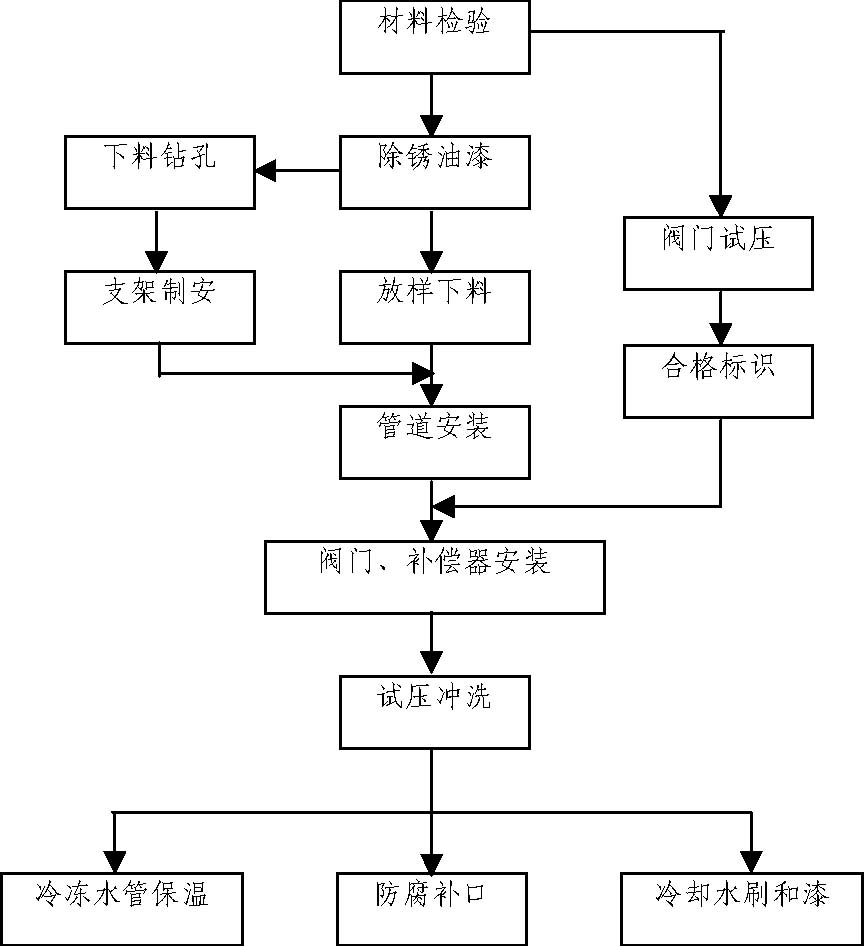 材料检验
下料钻孔
除锈油漆
阀门试压
支架制安
放样下料
合格标识
管道安装
阀门、补偿器安装
试压冲洗
冷冻水管保温
防腐补口
冷却水刷和漆